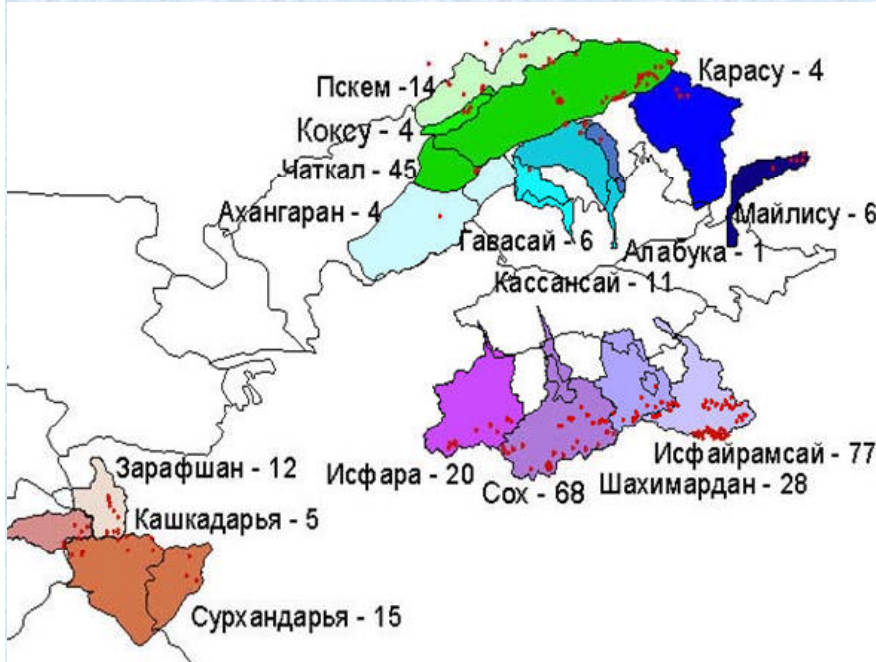 Карасу - 4
Пскем -14
Коксу - 4
Чаткал - 45
Ахангаран - 4
Майлису - 6
Гавасай - 6
Алабука - 1
Кассансай - 11
Исфайрамсай - 77
Исфара - 20
Сох - 68
Шахимардан - 28
Зарафшан - 12
Кашкадарья - 5
Сурхандарья - 15